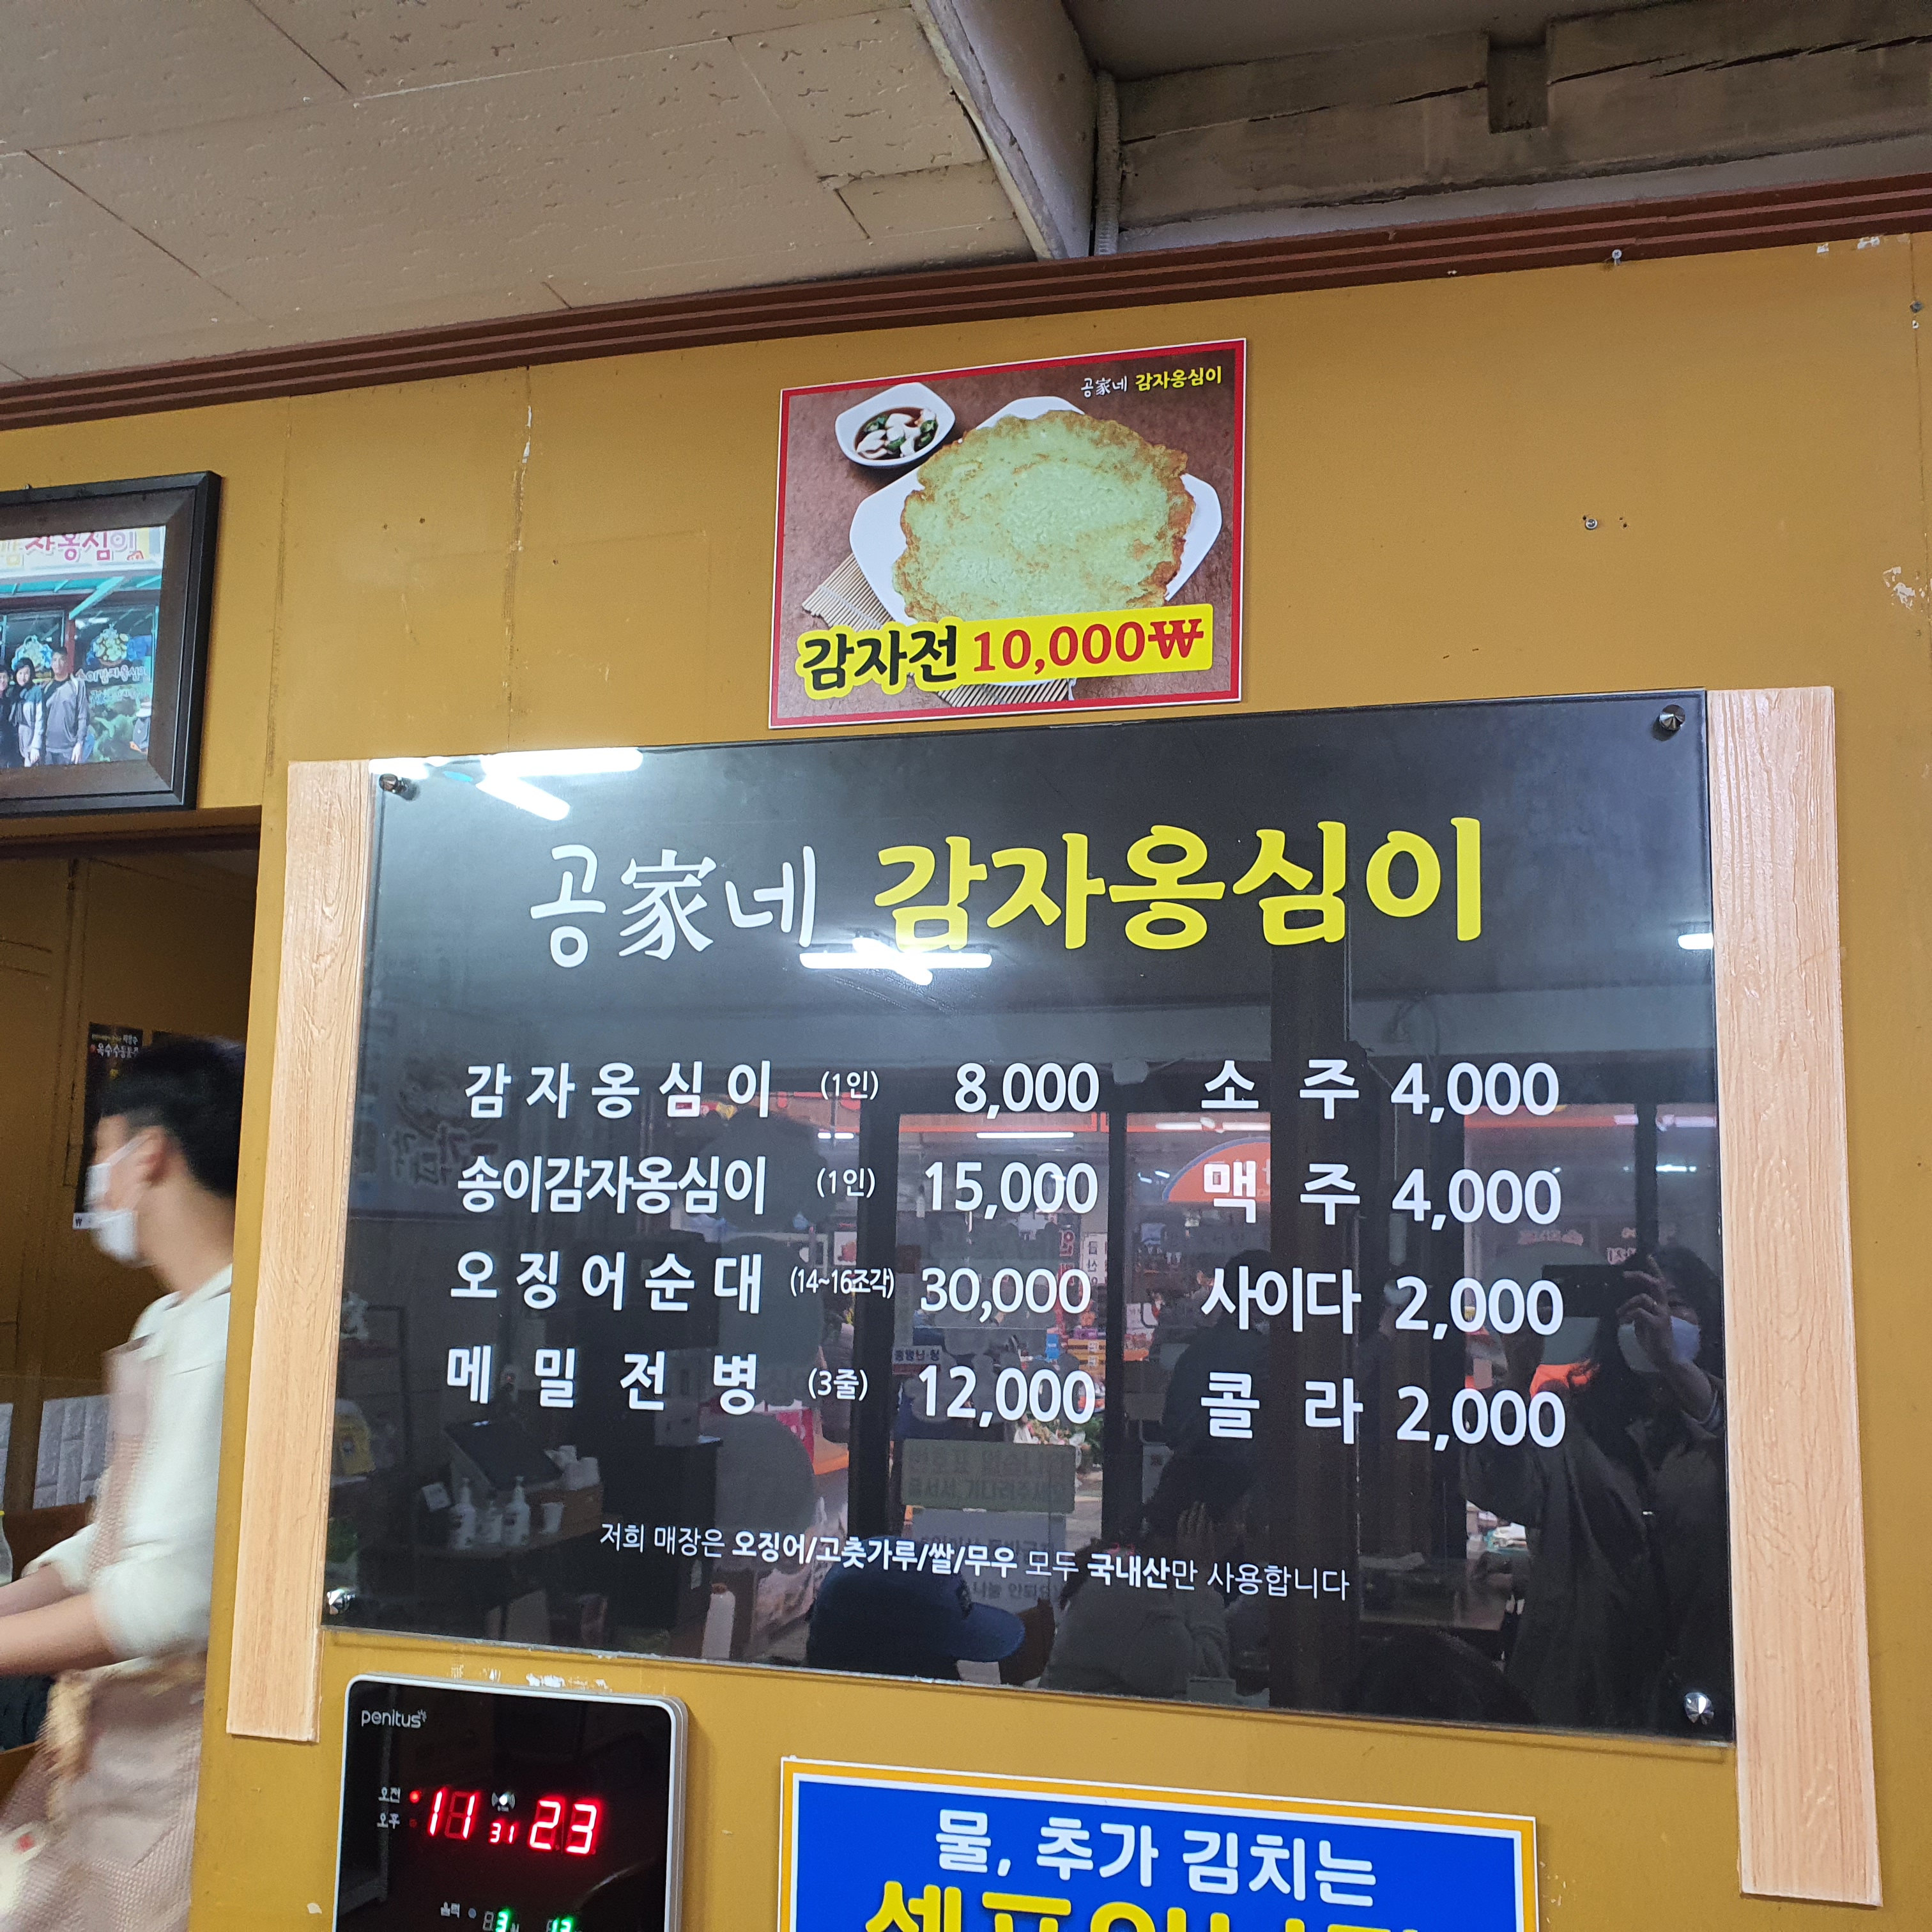 공家네 감자옹심이
감자전 10,000₩
자옹심이
공家네 감자옹심이
감자옹심이 (1인) 8,000
송이감자옹심이 (1인) 15,000
오징어순대 (14~16조각) 30,000
메밀전병 (3줄) 12,000
소주 4,000
맥주 4,000
사이다 2,000
콜라 2,000
저희 매장은 오징어/고춧가루/쌀/무우 모두 국내산만 사용합니다
penitus
오전
오후
11 31 23
음력
물, 추가 김치는